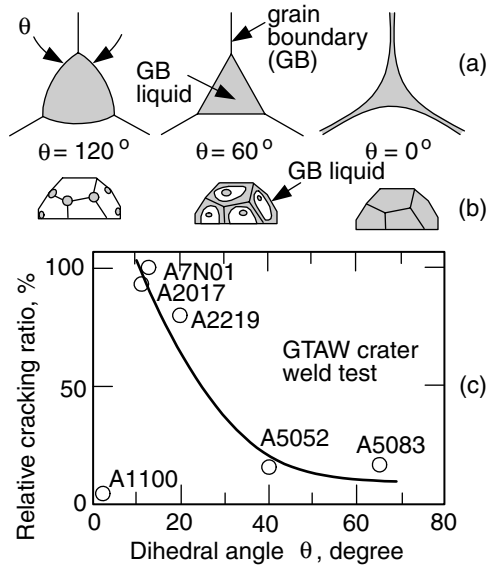 θ
grain
boundary
(GB)
(a)
GB
liquid
θ = 120 o
θ = 60 o
θ = 0 o
GB liquid
(b)
Relative cracking ratio, %
100
50
0
A7N01
A2017
A2219
GTAW crater
weld test
(c)
A5052
A5083
A1100
0
20
40
60
80
Dihedral angle θ, degree